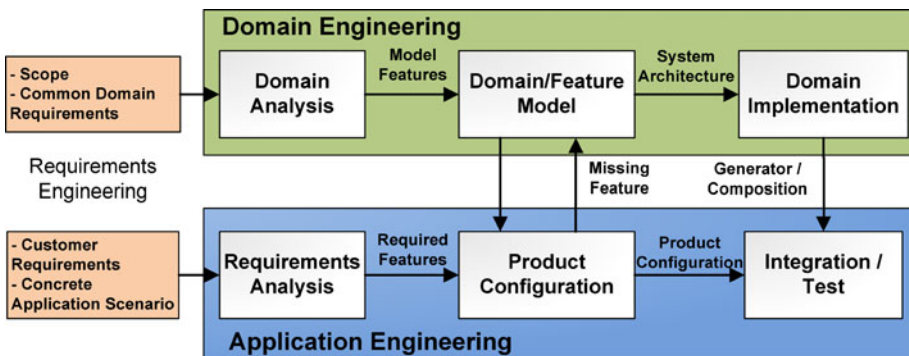 Domain Engineering
- Scope
- Common Domain
Requirements
Domain
Analysis
Model
Features
Domain/Feature
Model
System
Architecture
Domain
Implementation
Requirements
Engineering
Missing
Feature
Generator /
Composition
- Customer
Requirements
- Concrete
Application Scenario
Requirements
Analysis
Required
Features
Product
Configuration
Product
Configuration
Integration /
Test
Application Engineering